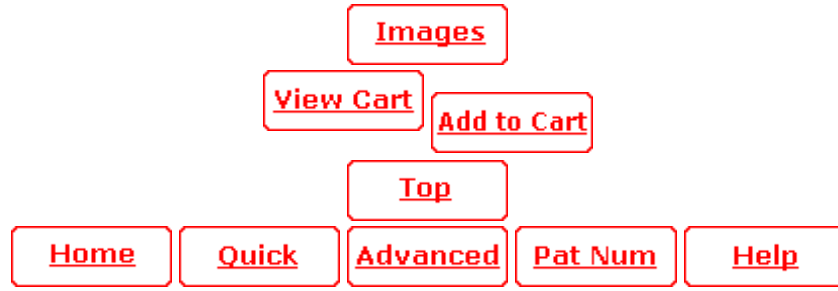 Images
View Cart
Add to Cart
Top
Home Quick Advanced Pat Num Help